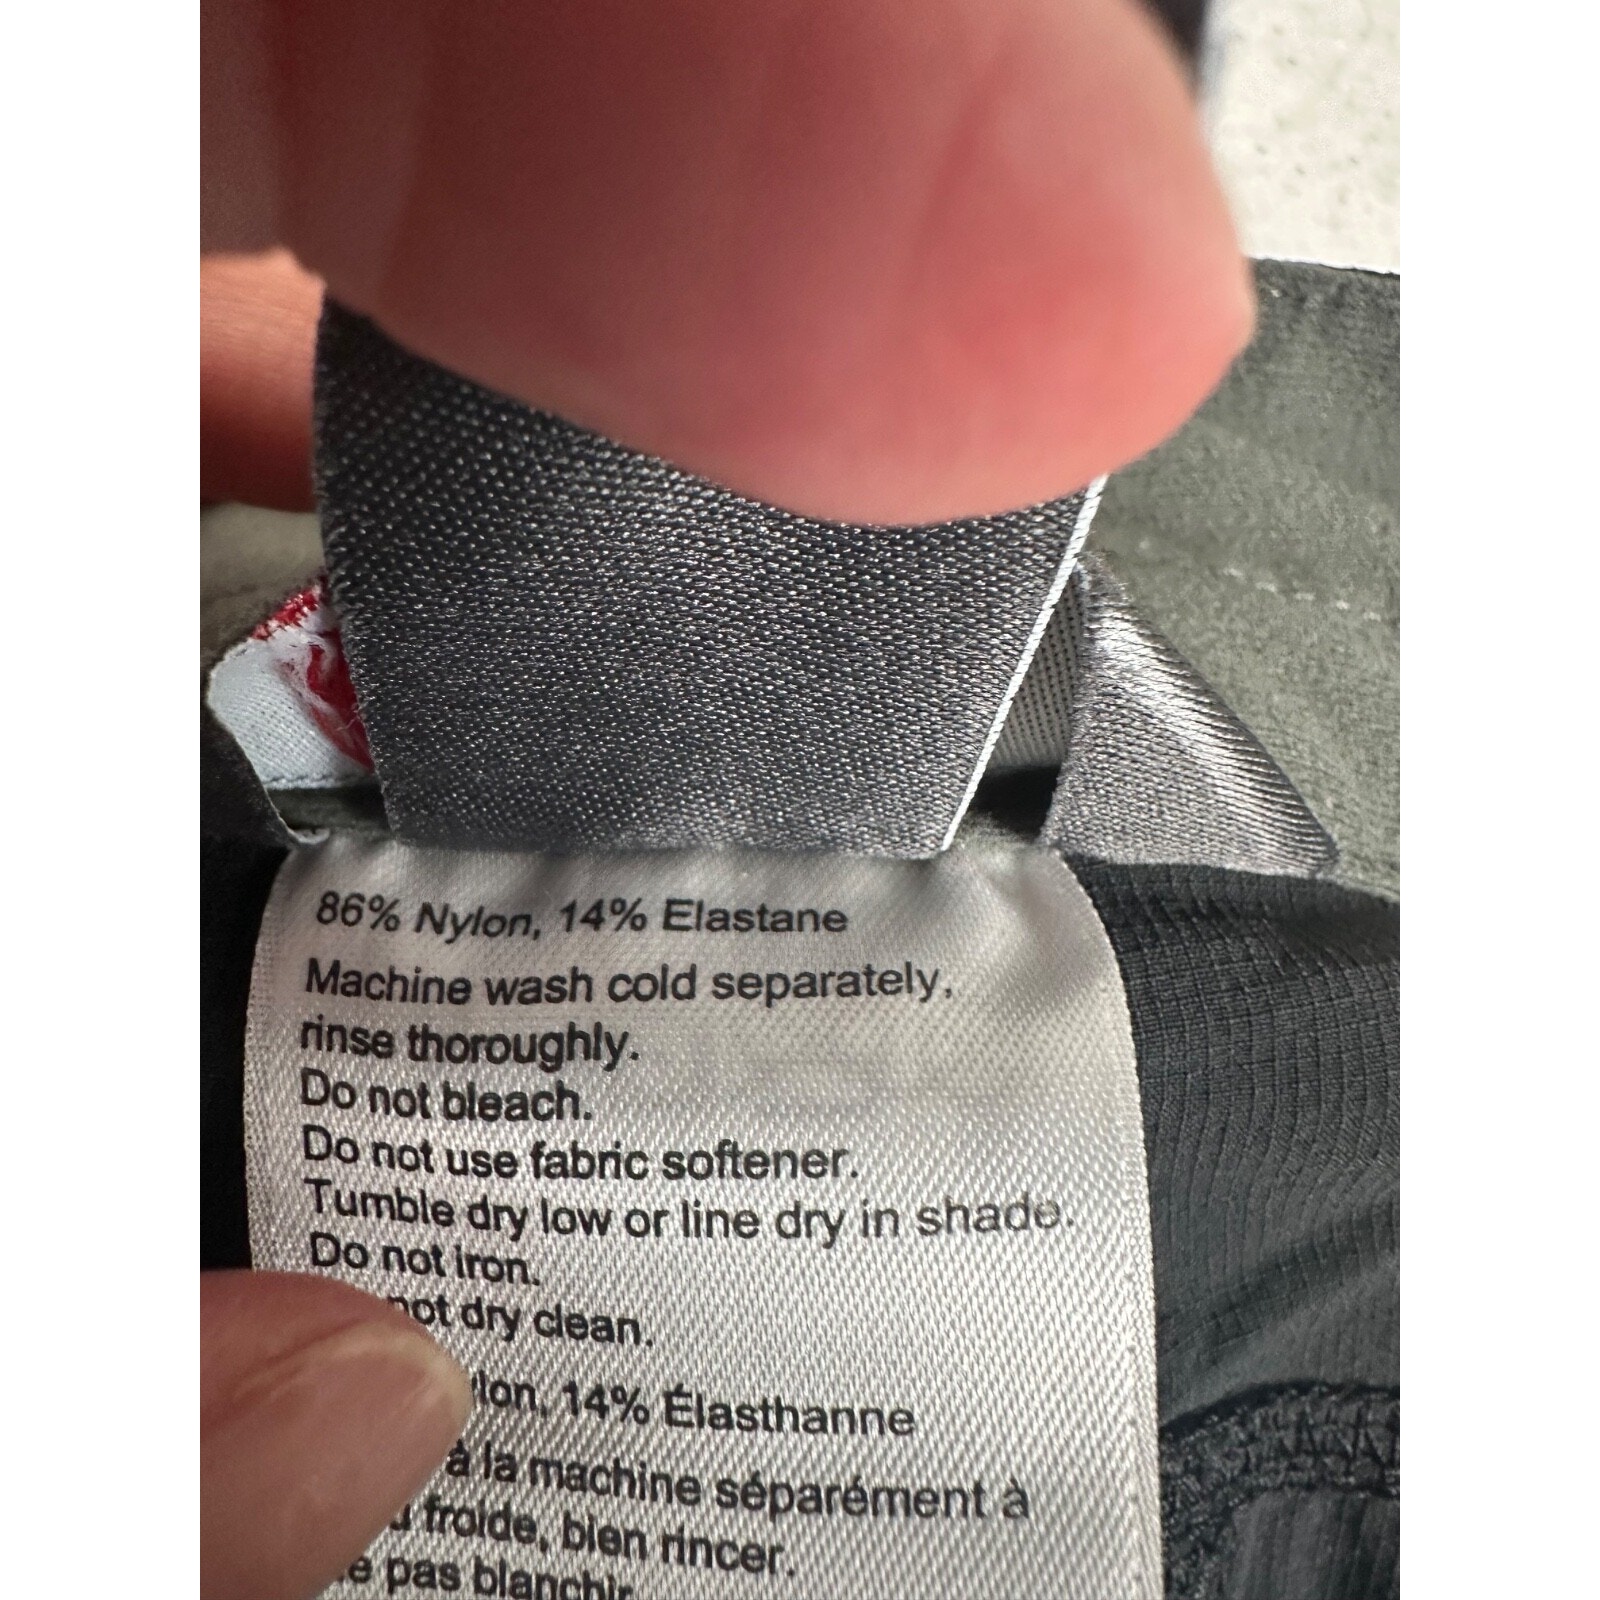 86% Nylon, 14% Elastane
Machine wash cold separately,
rinse thoroughly.
Do not bleach.
Do not use fabric softener.
Tumble dry low or line dry in shade.
Do not iron.
not dry clean.
14% Élasthanne
à la machine séparément à
froide, bien rincer.
pas blanchir